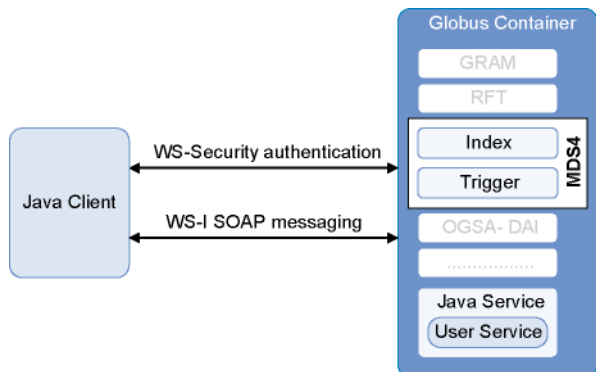 Globus Container
GRAM
RFT
Index
Trigger
MDS4
WS-Security authentication
Java Client
WS-I SOAP messaging
OGSA- DAI
.................
Java Service
User Service